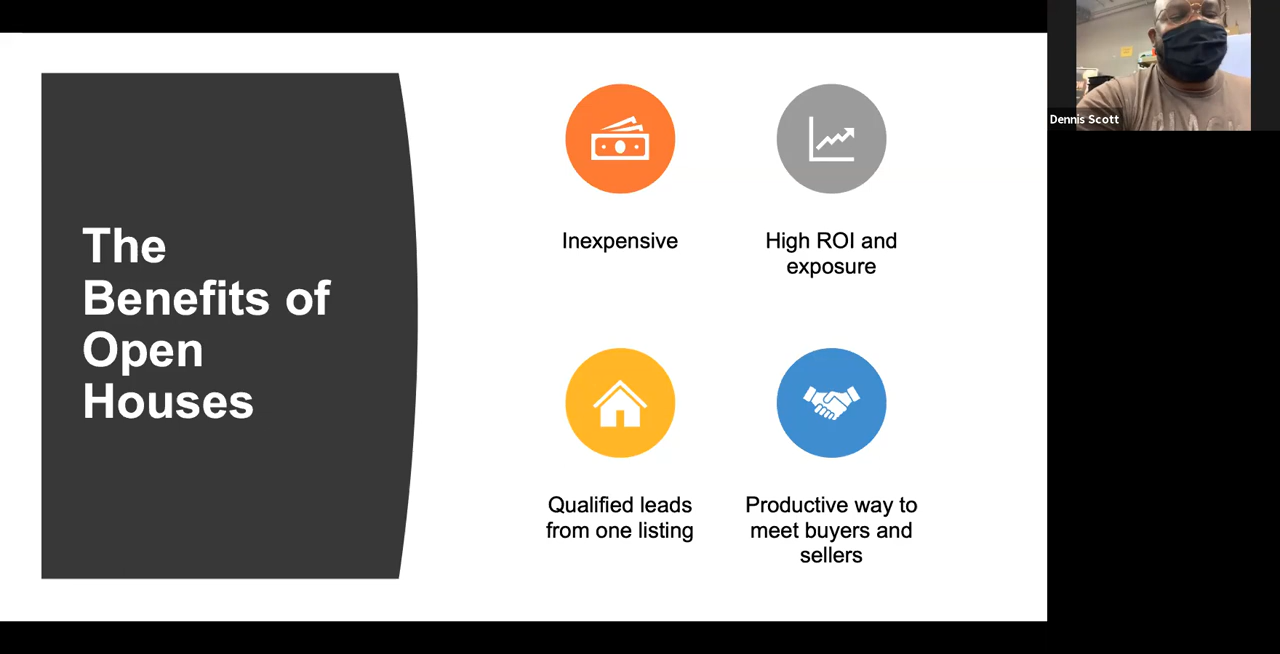 The
Benefits of
Open
Houses
Inexpensive
High ROI and
exposure
Qualified leads
from one listing
Productive way to
meet buyers and
sellers
Dennis Scott